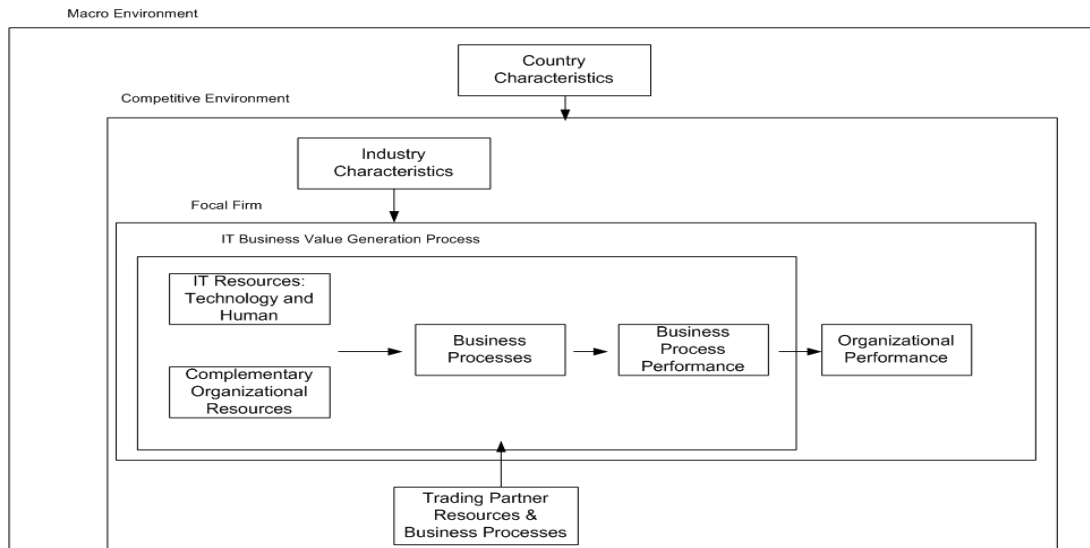 Macro Environment
Country
Characteristics
Competitive Environment
Industry
Characteristics
Focal Firm
IT Business Value Generation Process
IT Resources:
Technology and
Human
Complementary
Organizational
Resources
Business
Processes
Business
Process
Performance
Organizational
Performance
Trading Partner
Resources &
Business Processes